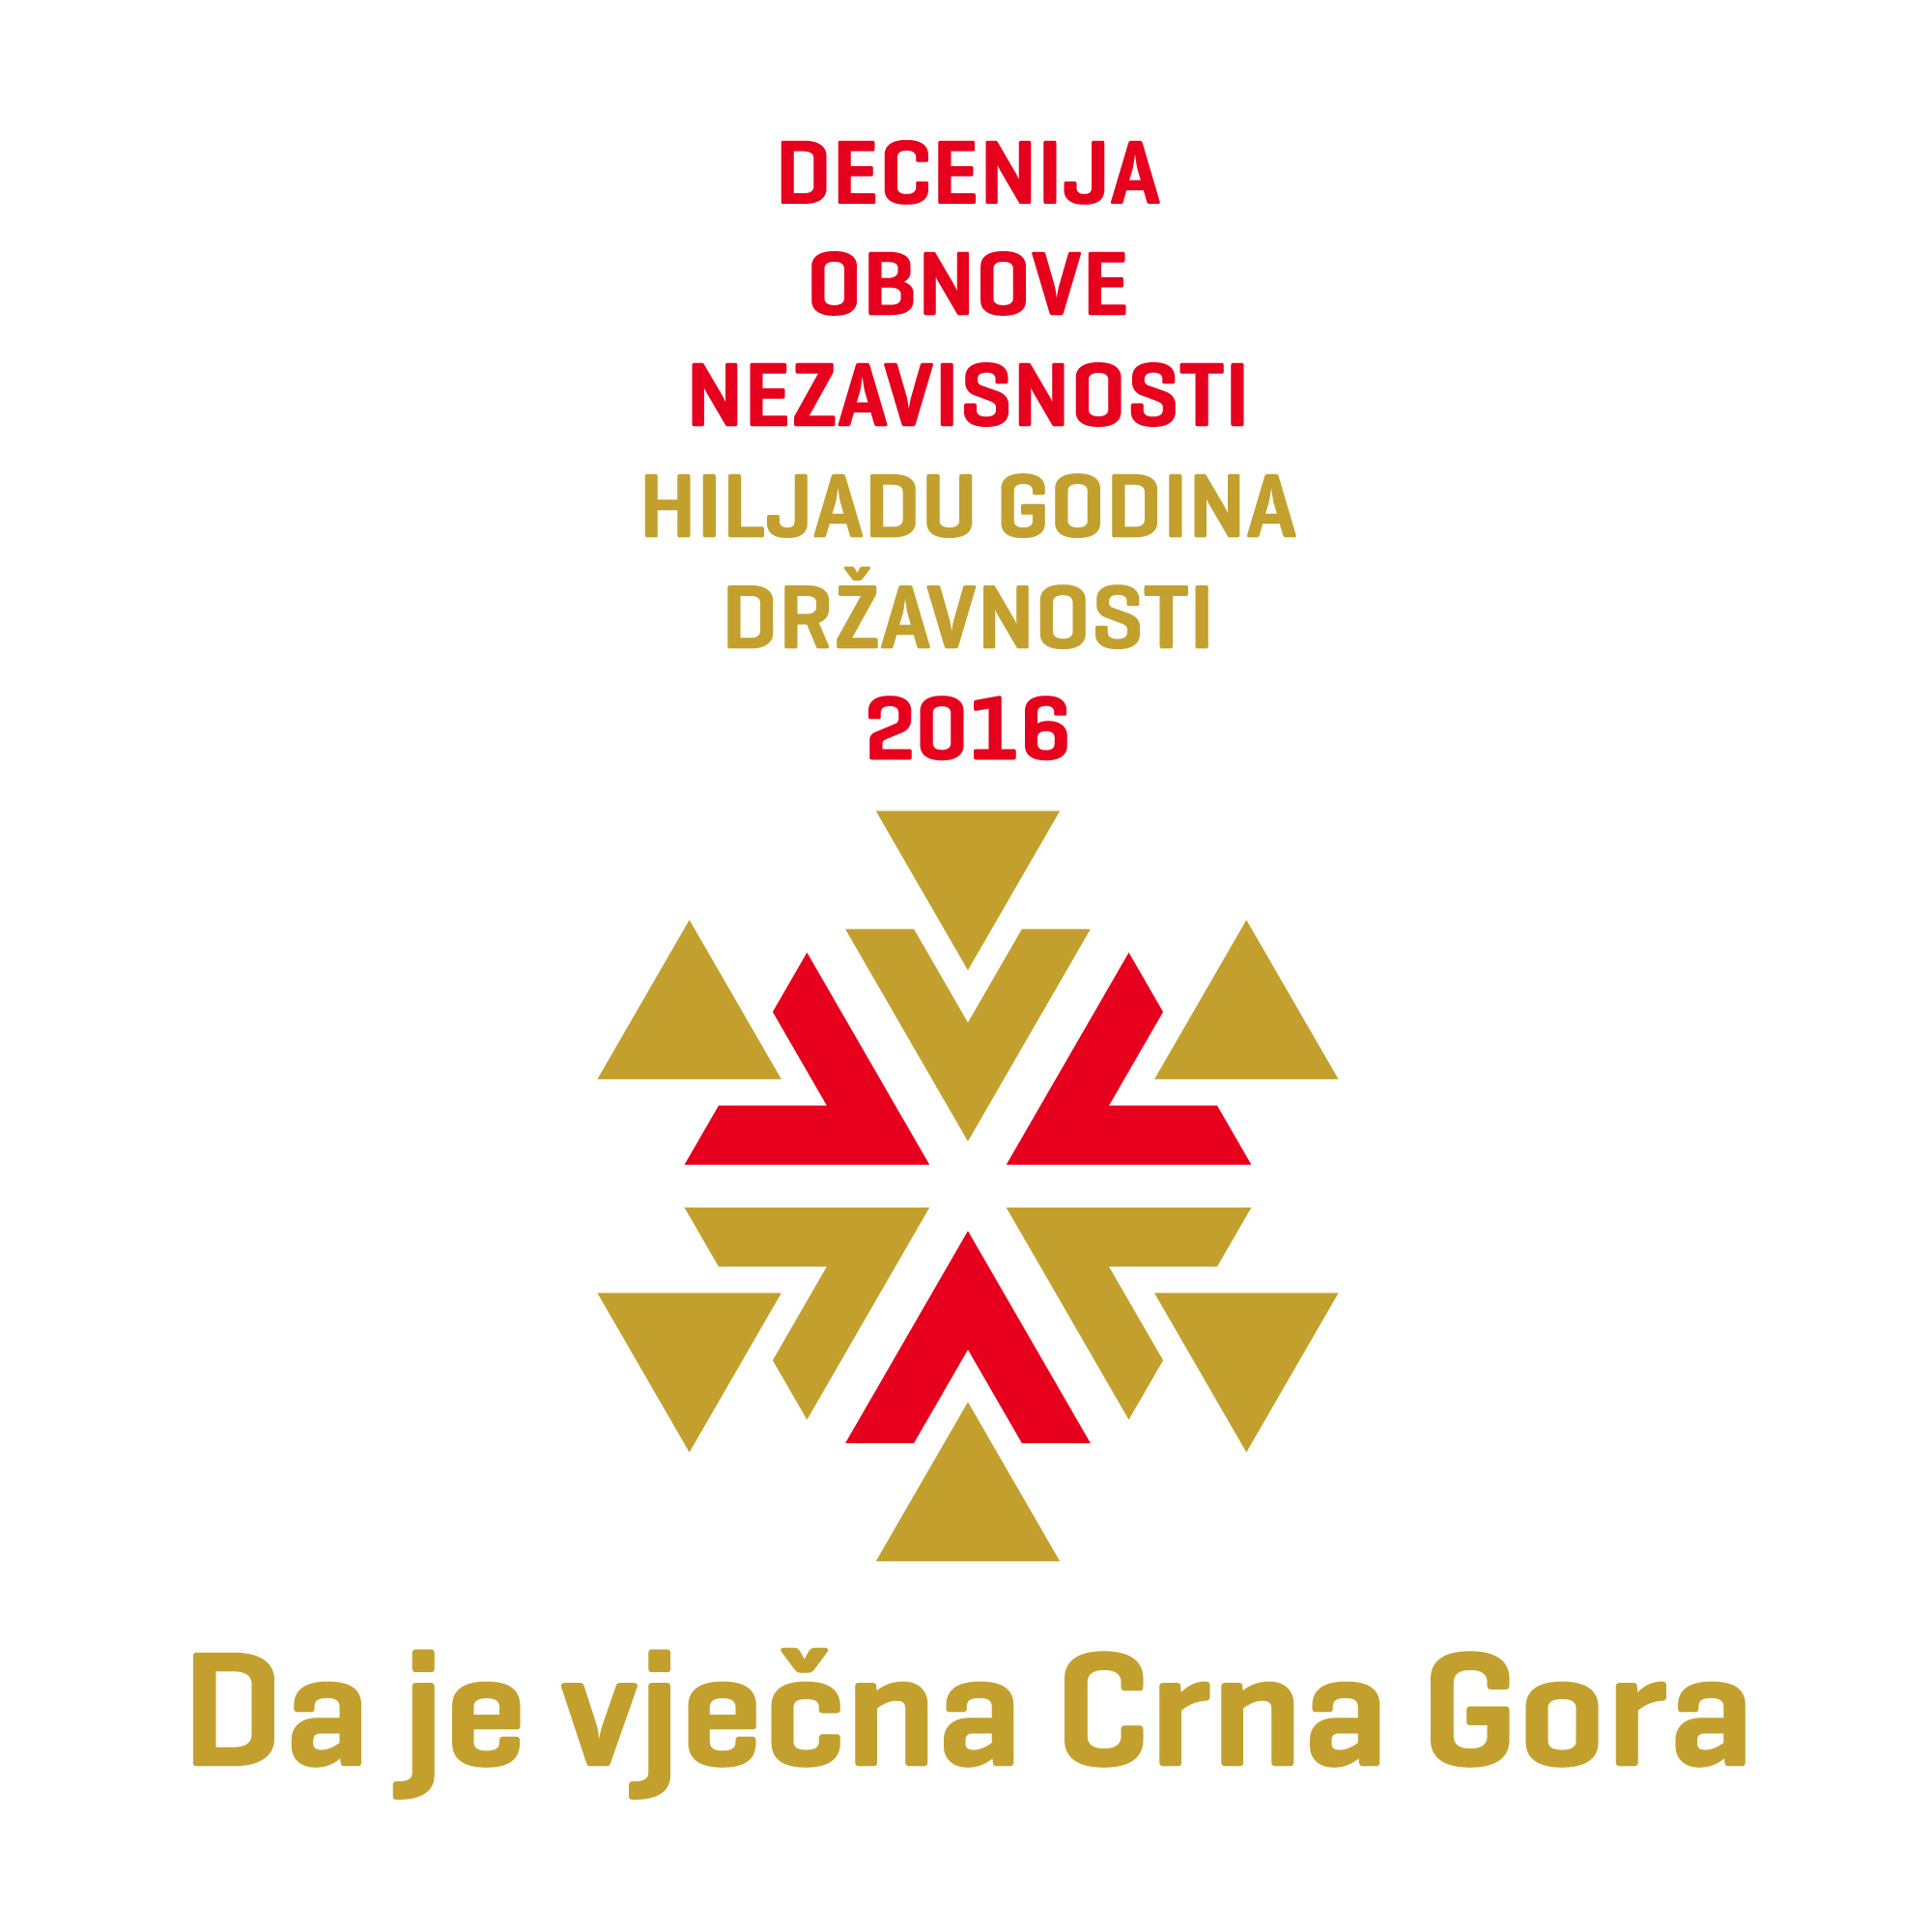 DECENIJA
OBNOVE
NEZAVISNOSTI
HILJADU GODINA
DRŽAVNOSTI
2016
Da je vječna Crna Gora